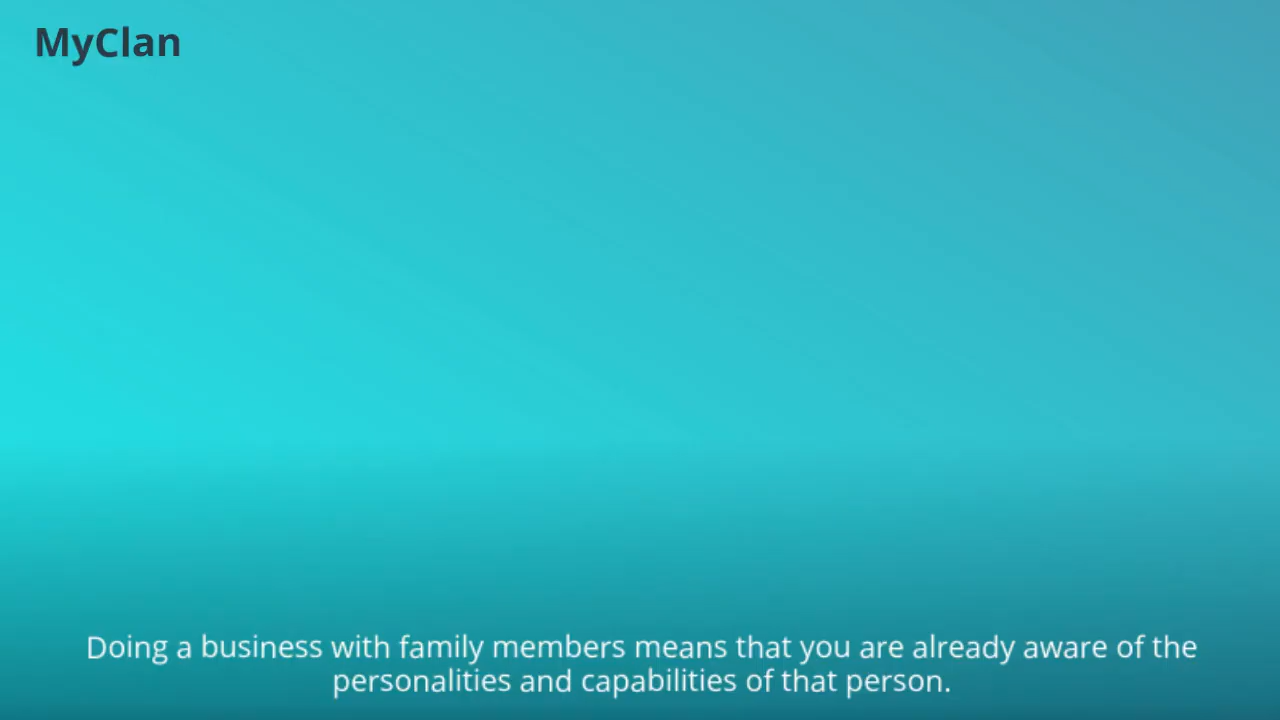 MyClan
Doing a business with family members means that you are already aware of the
personalities and capabilities of that person.